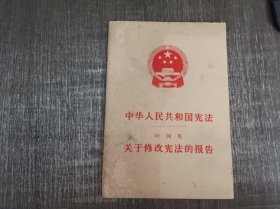 中华人民共和国宪法
叶剑英
关于修改宪法的报告